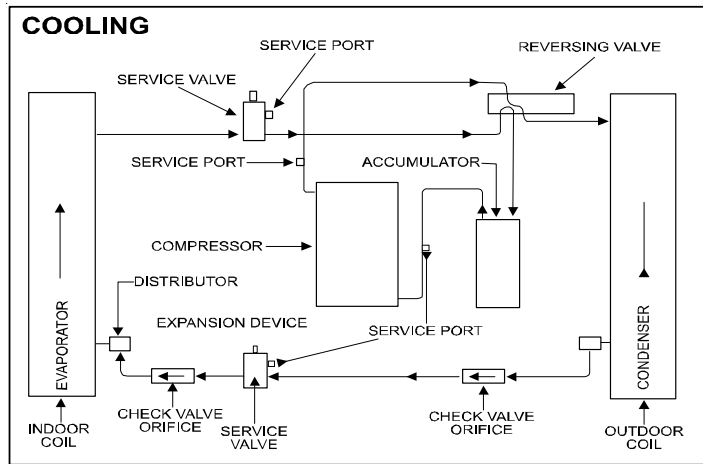 COOLING
SERVICE PORT
REVERSING VALVE
SERVICE VALVE
SERVICE PORT
ACCUMULATOR
COMPRESSOR
DISTRIBUTOR
EXPANSION DEVICE
SERVICE PORT
EVAPORATOR
CONDENSER
INDOOR
COIL
CHECK VALVE
ORIFICE
SERVICE
VALVE
CHECK VALVE
ORIFICE
OUTDOOR
COIL